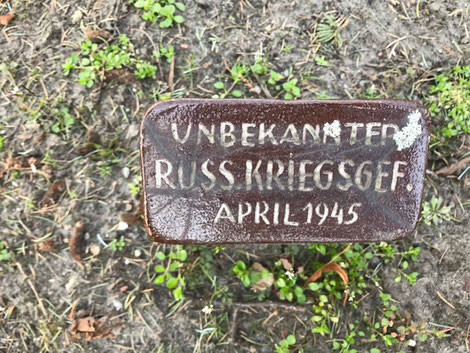 UNBEKANNTER
RUSS. KRIEGSGEF.
APRIL 1945